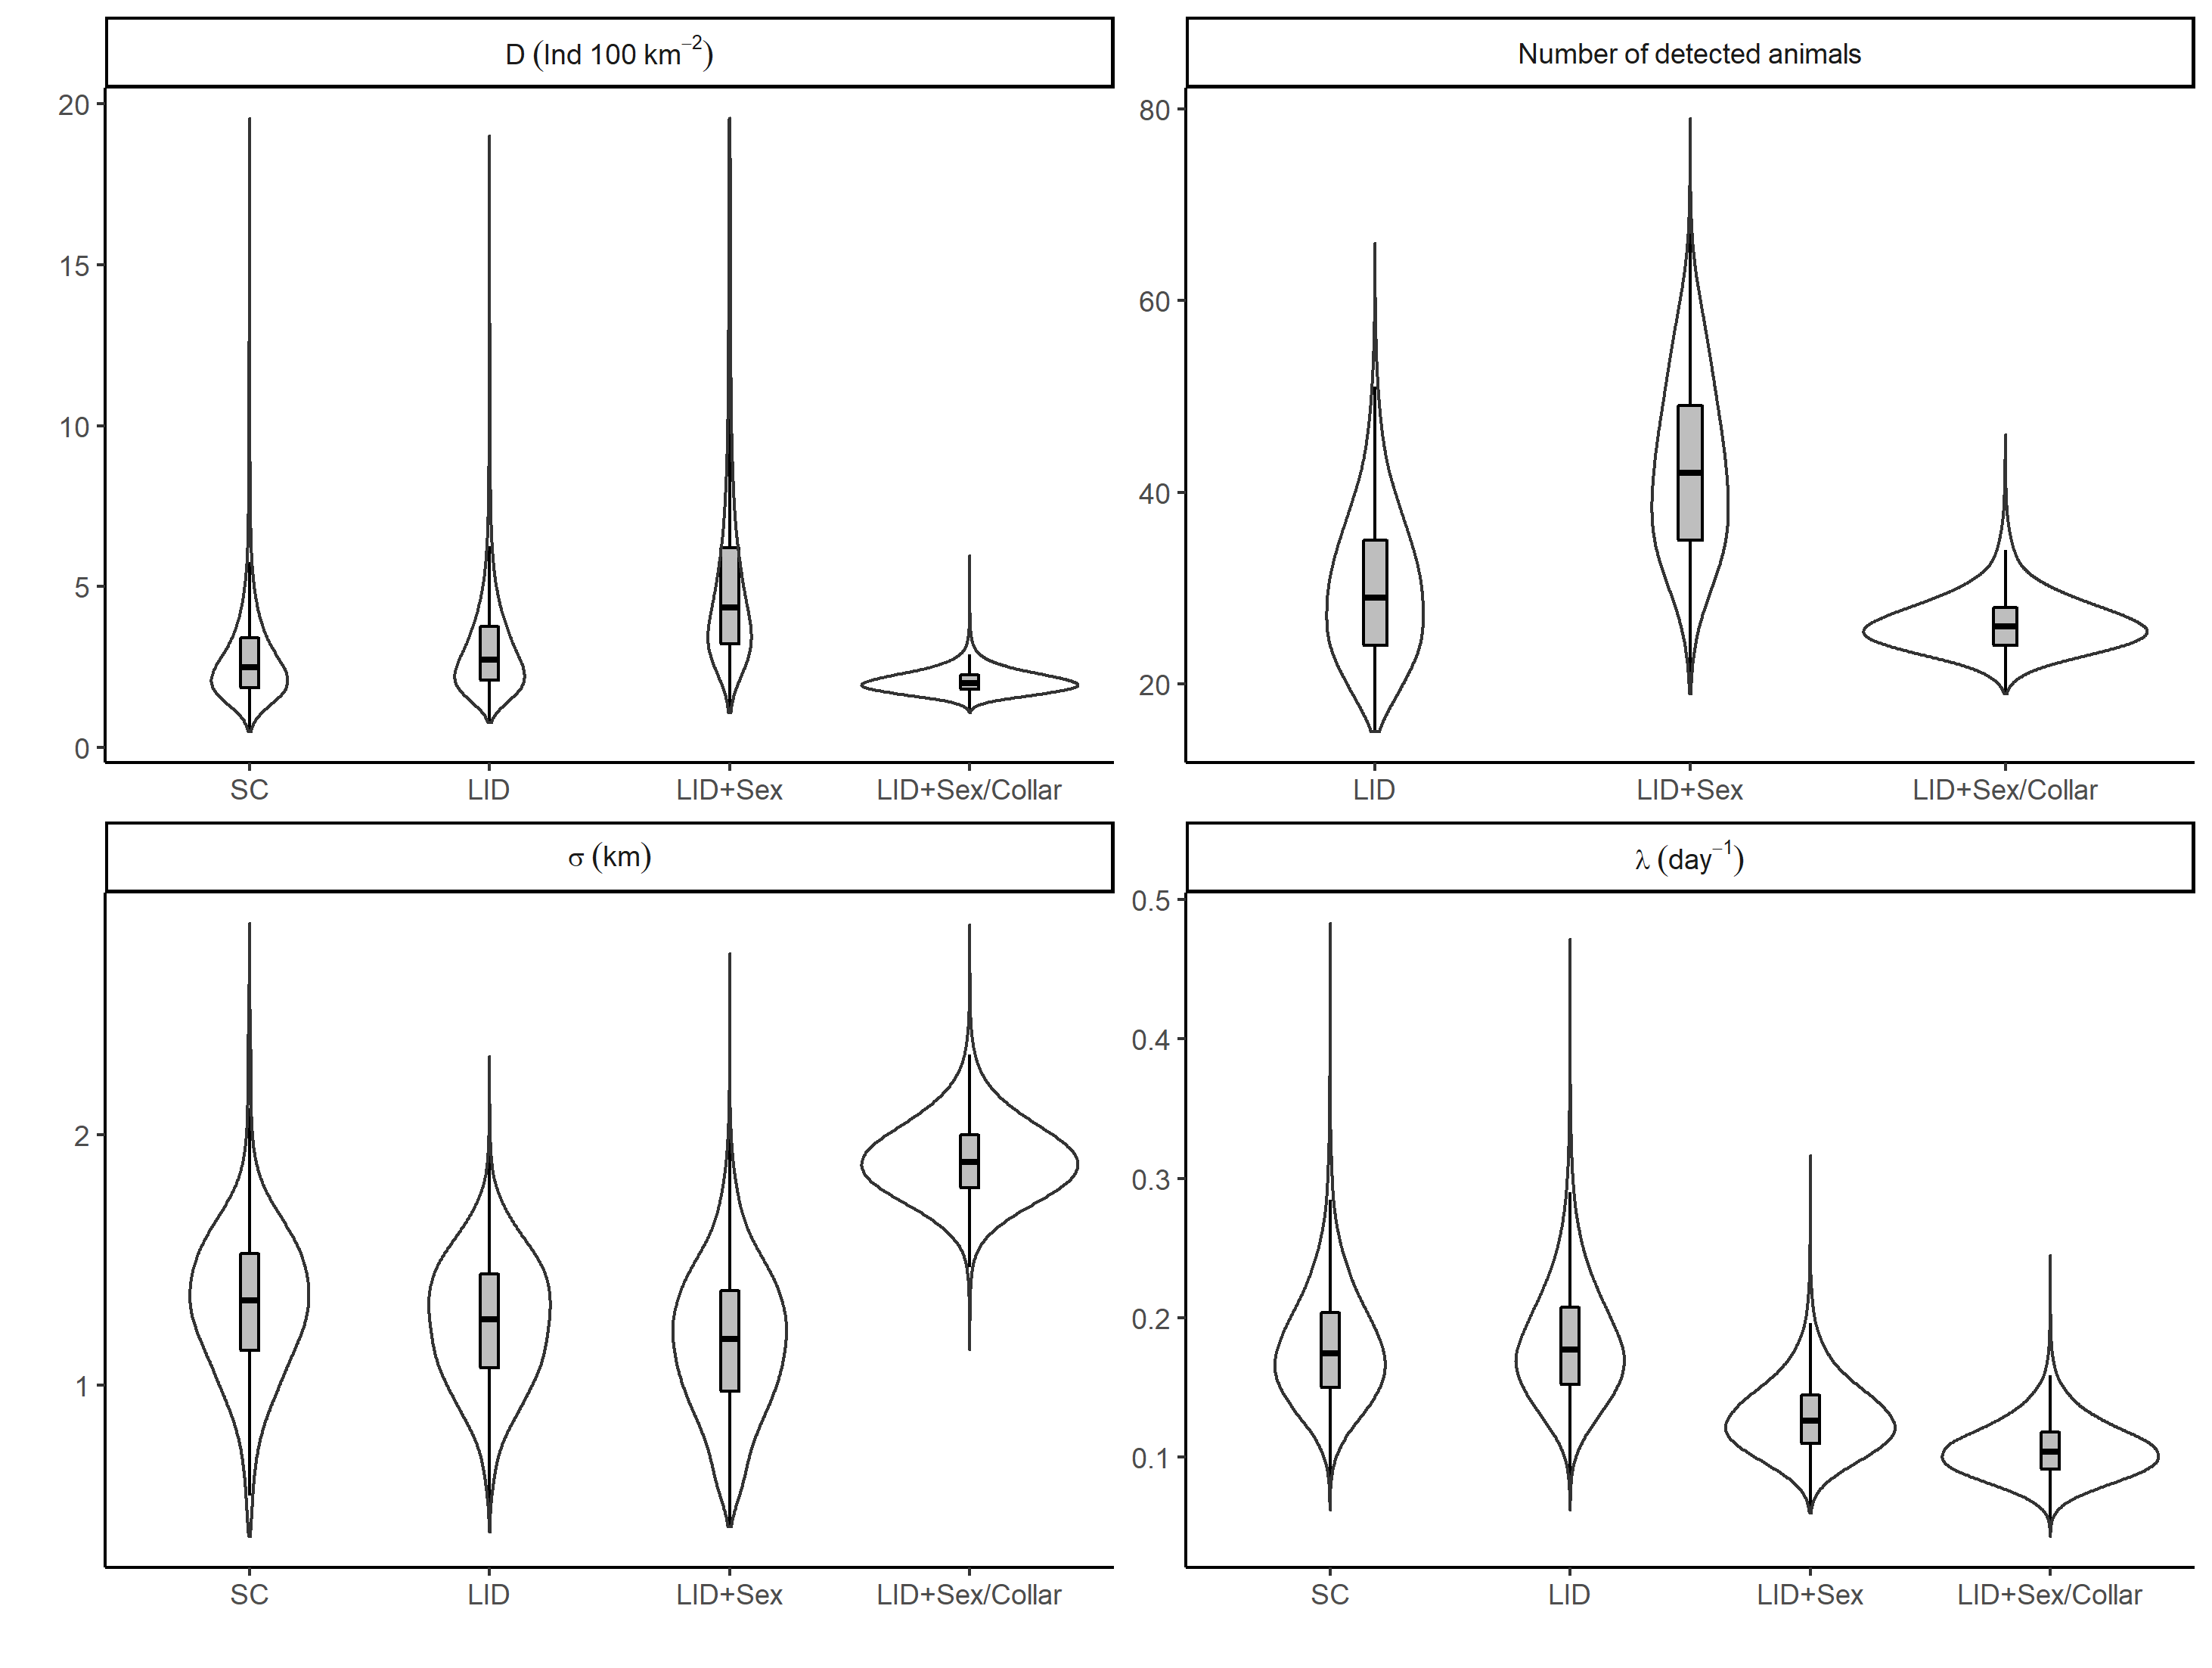 D (Ind 100 km⁻²)
20
15
10
5
0
SC LID LID+Sex LID+Sex/Collar
Number of detected animals
80
60
40
20
LID LID+Sex LID+Sex/Collar
σ (km)
2
1
SC LID LID+Sex LID+Sex/Collar
λ (day⁻¹)
0.5
0.4
0.3
0.2
0.1
SC LID LID+Sex LID+Sex/Collar